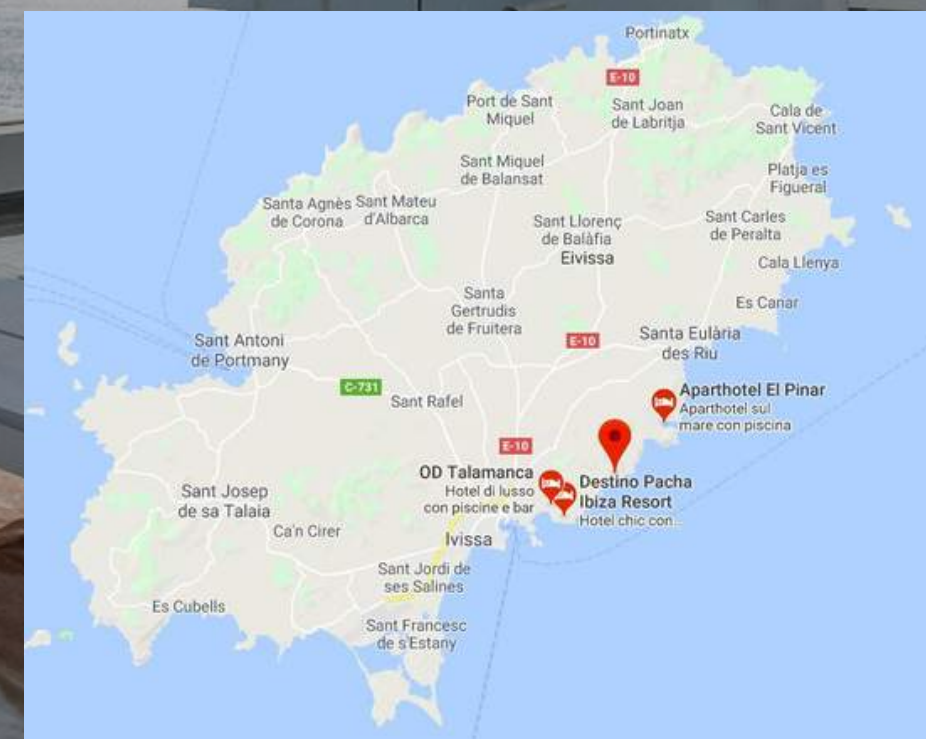 Portinatx
E-10
Port de Sant
Miquel
Sant Joan
de Labritja
Cala de
Sant Vicent
Sant Miquel
de Balansat
Platja es
Figueral
Santa Agnès
de Corona
Sant Mateu
d'Albarca
Sant Llorenç
de Balàfia
Eivissa
Sant Carles
de Peralta
Cala Llenya
Santa
Gertrudis
de Fruitera
Es Canar
Sant Antoni
de Portmany
E-10
Santa Eulària
des Riu
C-731
Sant Rafel
Aparthotel El Pinar
Aparthotel sul
mare con piscina
E-10
OD Talamanca
Hotel di lusso
con piscine e bar
Destino Pacha
Ibiza Resort
Hotel chic con...
Sant Josep
de sa Talaia
Ca'n Cirer
Ivissa
Sant Jordi de
ses Salines
Es Cubells
Sant Francesc
de s'Estany